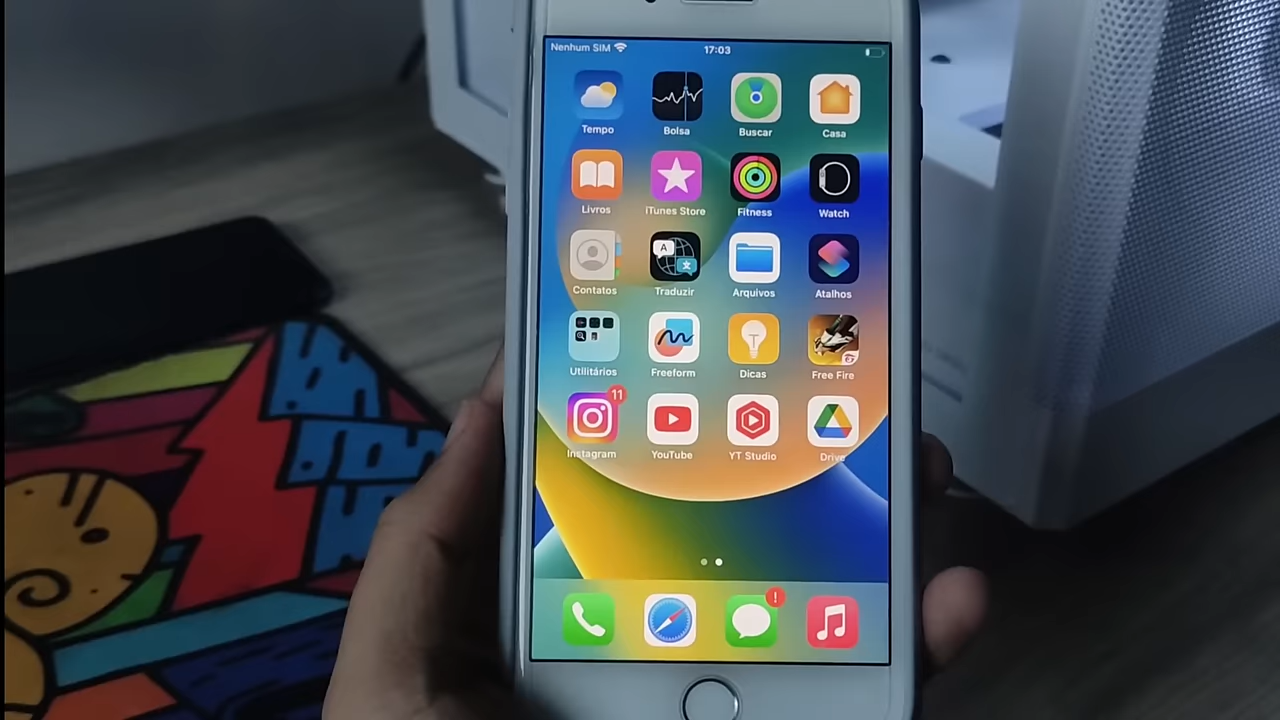 Nenhum SIM 17:03
Tempo Bolsa Buscar Casa
Livros iTunes Store Fitness Watch
A
Contatos Traduzir Arquivos Atalhos
Utilitários Freeform Dicas Free Fire
11
Instagram YouTube YT Studio Drive
!